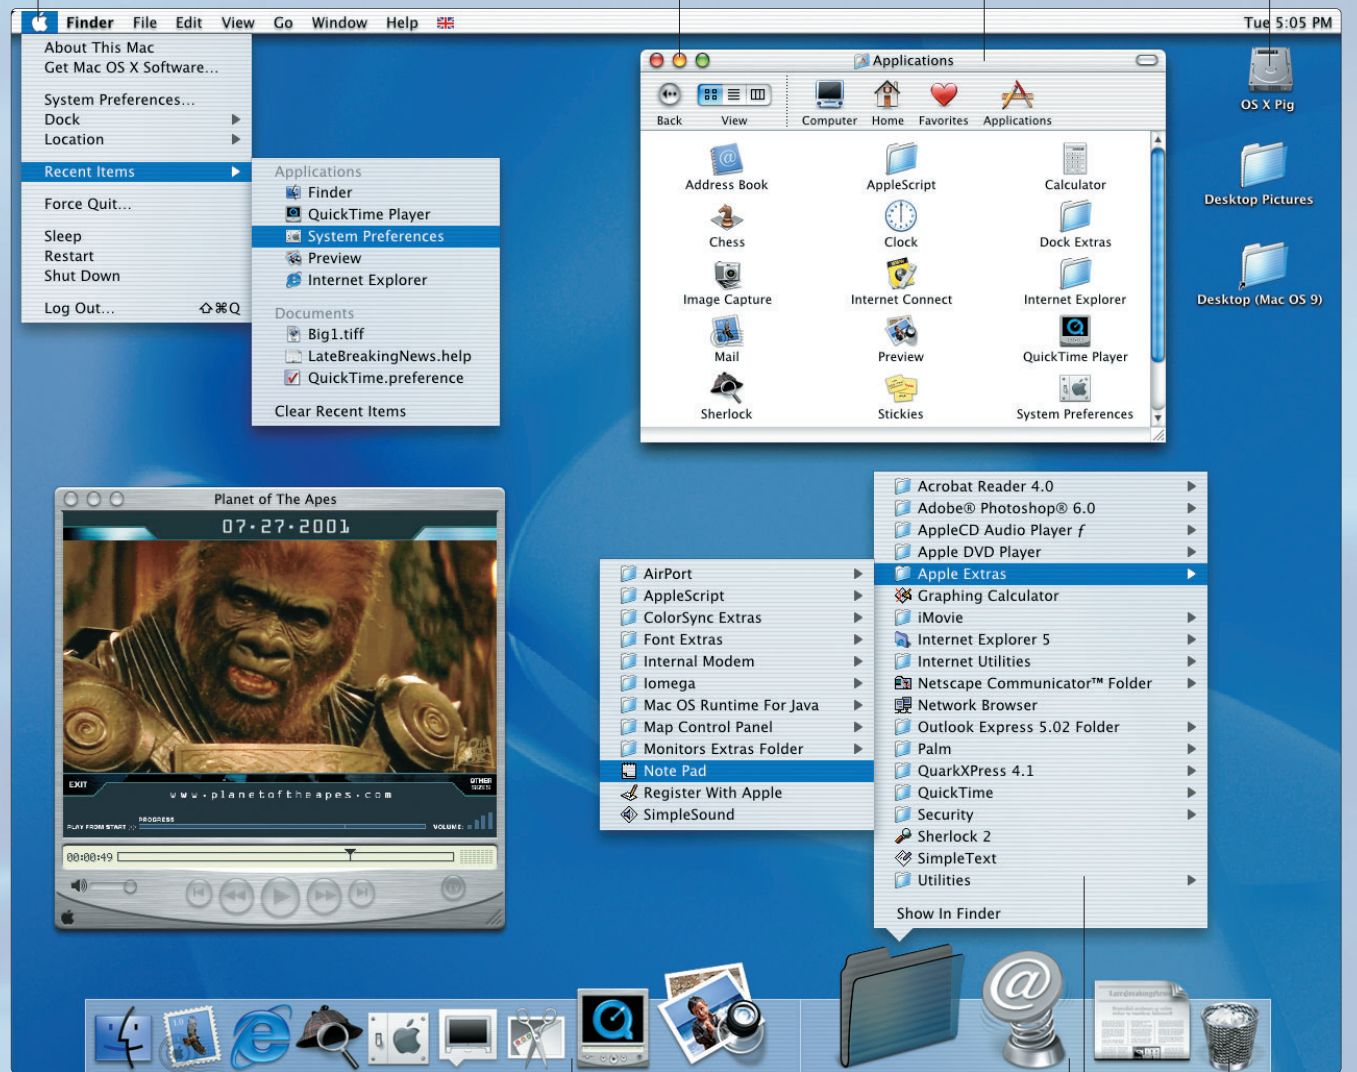 Finder File Edit View Go Window Help
Tue 5:05 PM
About This Mac
Get Mac OS X Software...
System Preferences...
Dock
Location
Recent Items
Force Quit...
Sleep
Restart
Shut Down
Log Out... ⇧⌘Q
Applications
Finder
QuickTime Player
System Preferences
Preview
Internet Explorer
Documents
Big1.tiff
LateBreakingNews.help
QuickTime.preference
Clear Recent Items
Applications
Back View Computer Home Favorites Applications
Address Book AppleScript Calculator
Chess Clock Dock Extras
Image Capture Internet Connect Internet Explorer
Mail Preview QuickTime Player
Sherlock Stickies System Preferences
OS X Pig
Desktop Pictures
Desktop (Mac OS 9)
Planet of The Apes
07·27·2001
EXIT
www.planetoftheapes.com
OTHER
SIZES
PLAY FROM START
PROGRESS
VOLUME:
00:00:49
AirPort
AppleScript
ColorSync Extras
Font Extras
Internal Modem
Iomega
Mac OS Runtime For Java
Map Control Panel
Monitors Extras Folder
Note Pad
Register With Apple
SimpleSound
Acrobat Reader 4.0
Adobe® Photoshop® 6.0
AppleCD Audio Player ƒ
Apple DVD Player
Apple Extras
Graphing Calculator
iMovie
Internet Explorer 5
Internet Utilities
Netscape Communicator™ Folder
Network Browser
Outlook Express 5.02 Folder
Palm
QuarkXPress 4.1
QuickTime
Security
Sherlock 2
SimpleText
Utilities
Show In Finder